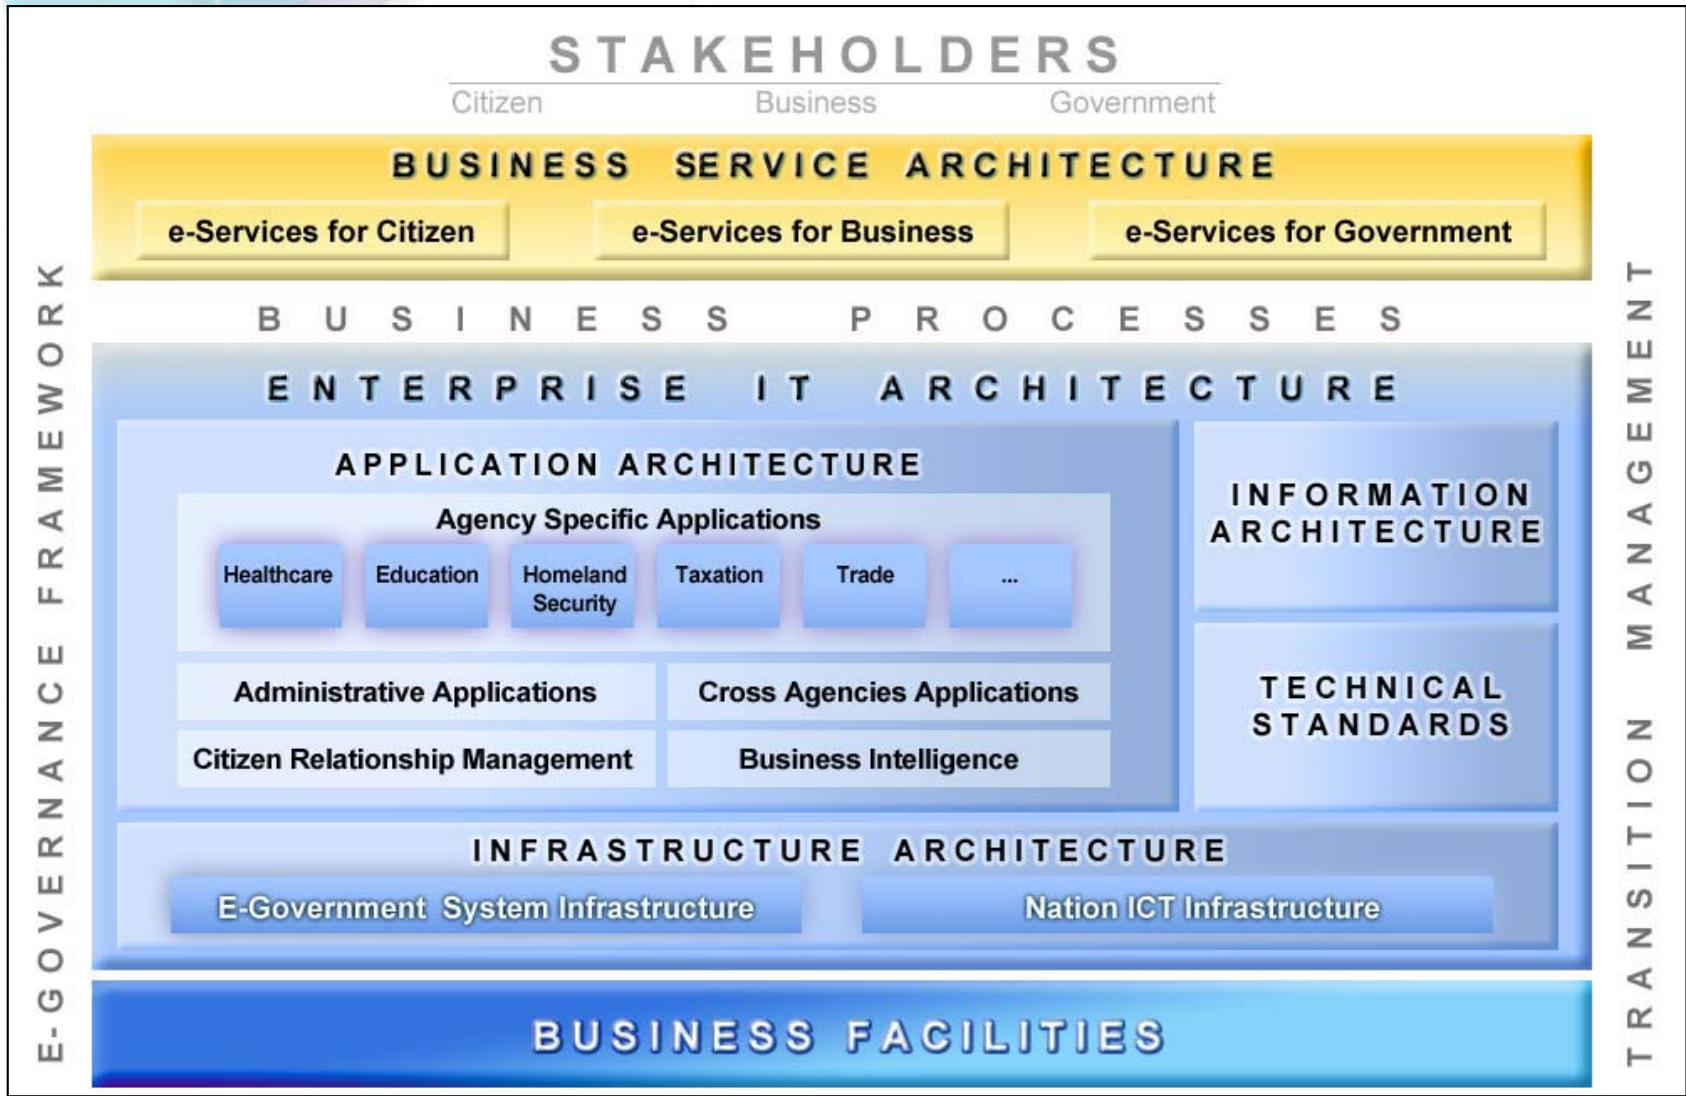 STAKEHOLDERS
Citizen Business Government
BUSINESS SERVICE ARCHITECTURE
e-Services for Citizen e-Services for Business e-Services for Government
BUSINESS PROCESSES
ENTERPRISE IT ARCHITECTURE
APPLICATION ARCHITECTURE
Agency Specific Applications
Healthcare Education Homeland Taxation Trade ...
Security
Administrative Applications Cross Agencies Applications
Citizen Relationship Management Business Intelligence
INFORMATION
ARCHITECTURE
TECHNICAL
STANDARDS
INFRASTRUCTURE ARCHITECTURE
E-Government System Infrastructure Nation ICT Infrastructure
BUSINESS FACILITIES
E-GOVERNANCE FRAMEWORK
TRANSITION MANAGEMENT